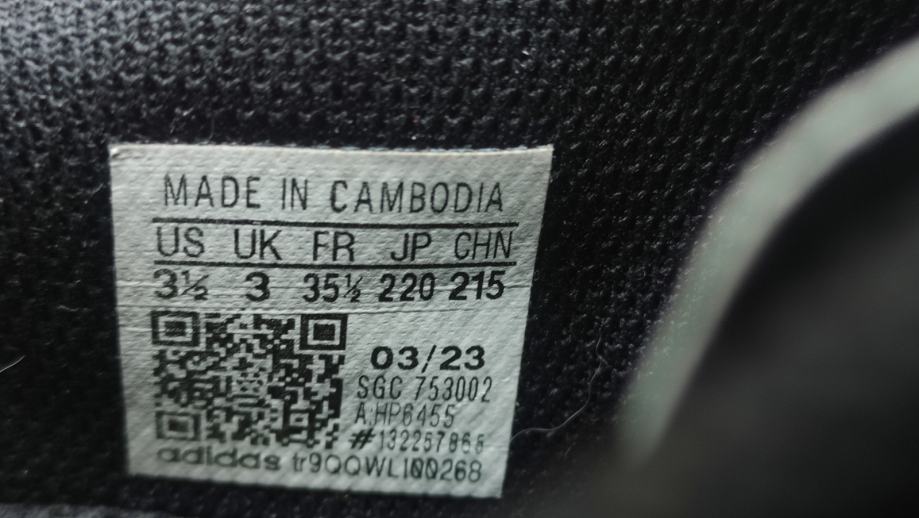 MADE IN CAMBODIA
US UK FR JP CHN
3½ 3 35½ 220 215
03/23
SGC 753002
A:HP6455
#132257866
adidas tr9QQWLI00268